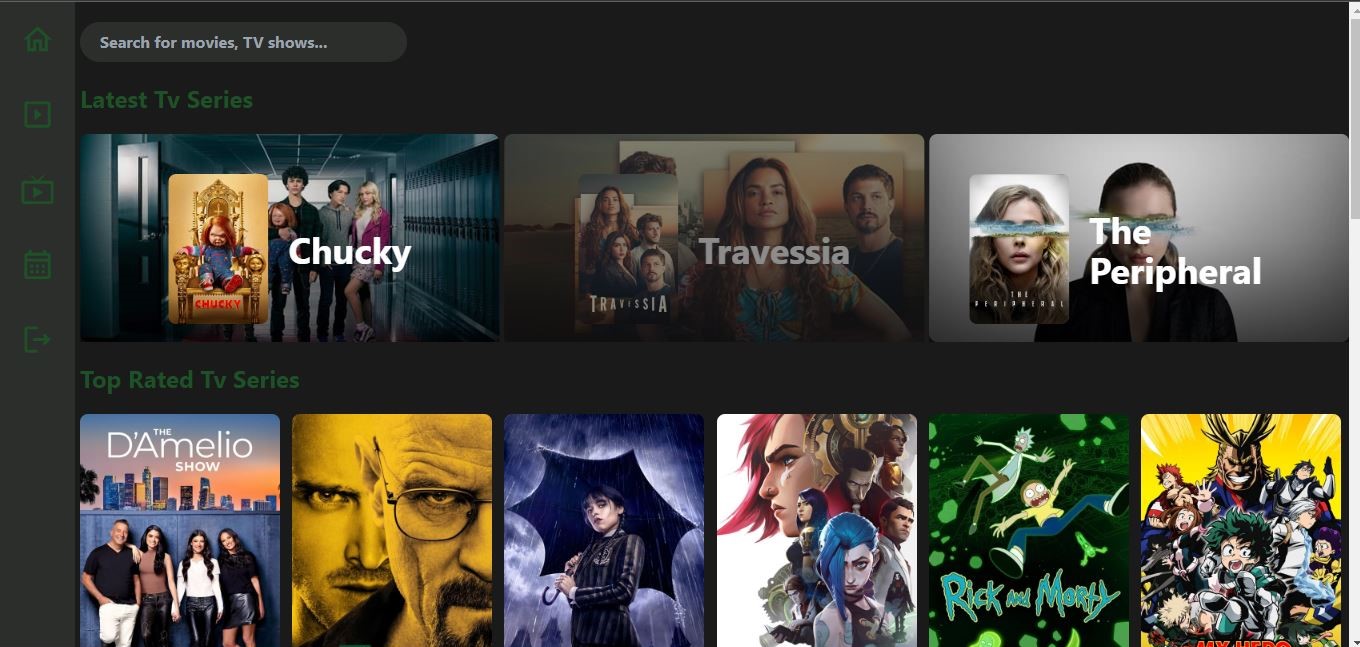 Search for movies, TV shows...
Latest Tv Series
CHUCKY
Chucky
TRAVESSIA
Travessia
THE
PERIPHERAL
The
Peripheral
Top Rated Tv Series
THE
D'Amelio
SHOW
Rick and Morty
MY HERO